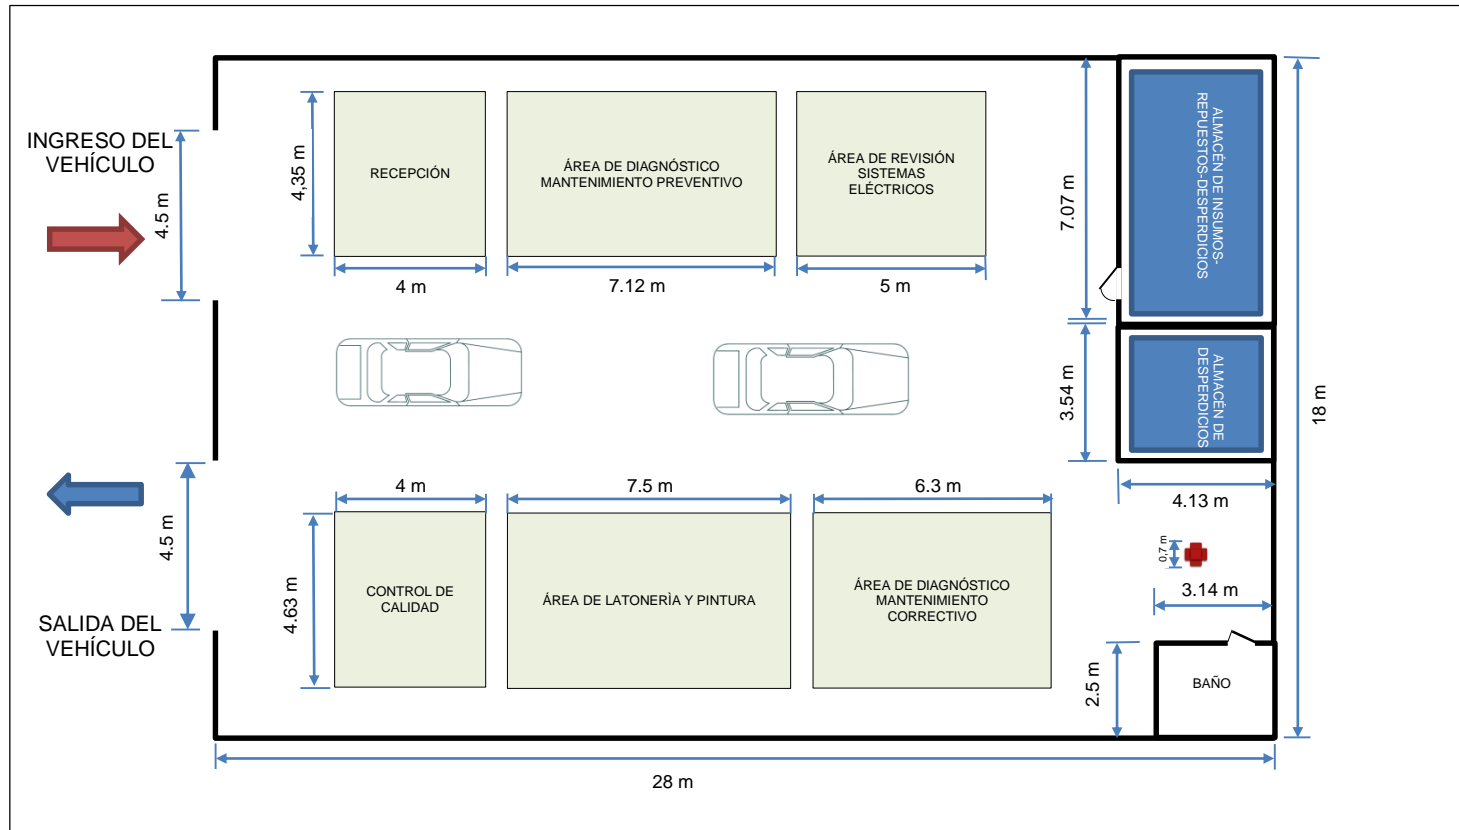 INGRESO DEL
VEHÍCULO
4.5 m
4,35 m
RECEPCIÓN
4 m
ÁREA DE DIAGNÓSTICO
MANTENIMIENTO PREVENTIVO
7.12 m
ÁREA DE REVISIÓN
SISTEMAS
ELÉCTRICOS
5 m
7.07 m
ALMACÉN DE INSUMOS-
REPUESTOS-DESPERDICIOS
3.54 m
ALMACÉN DE
DESPERDICIOS
18 m
4.13 m
4 m
7.5 m
6.3 m
4.5 m
SALIDA DEL
VEHÍCULO
4.63 m
CONTROL DE
CALIDAD
ÁREA DE LATONERÌA Y PINTURA
ÁREA DE DIAGNÓSTICO
MANTENIMIENTO
CORRECTIVO
0,7 m
3.14 m
2.5 m
BAÑO
28 m